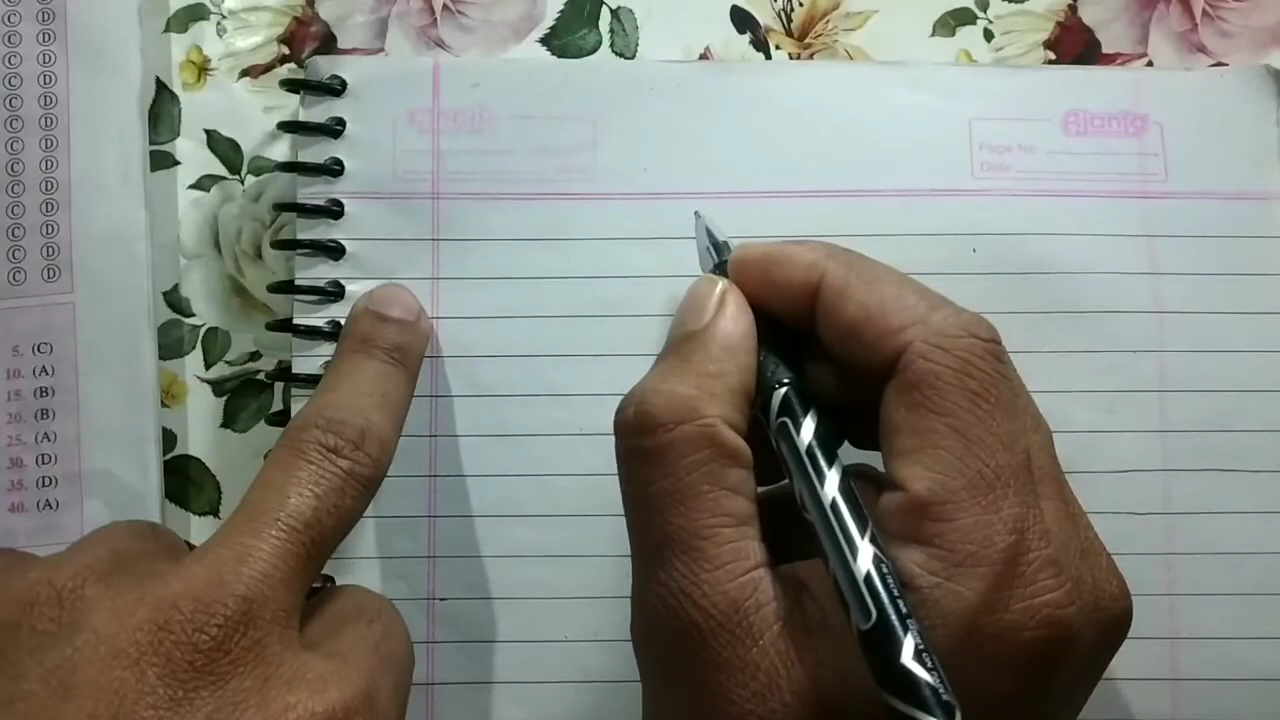 Ⓒ Ⓓ
Ⓒ Ⓓ
Ⓒ Ⓓ
Ⓒ Ⓓ
Ⓒ Ⓓ
Ⓒ Ⓓ
Ⓒ Ⓓ
Ⓒ Ⓓ
Ⓒ Ⓓ
Ⓒ Ⓓ
Ⓒ Ⓓ
Ⓒ Ⓓ
Ⓒ Ⓓ
5. (C)
10. (A)
15. (B)
20. (B)
25. (A)
30. (D)
35. (D)
40. (A)
Ajanta
Page No.
Date